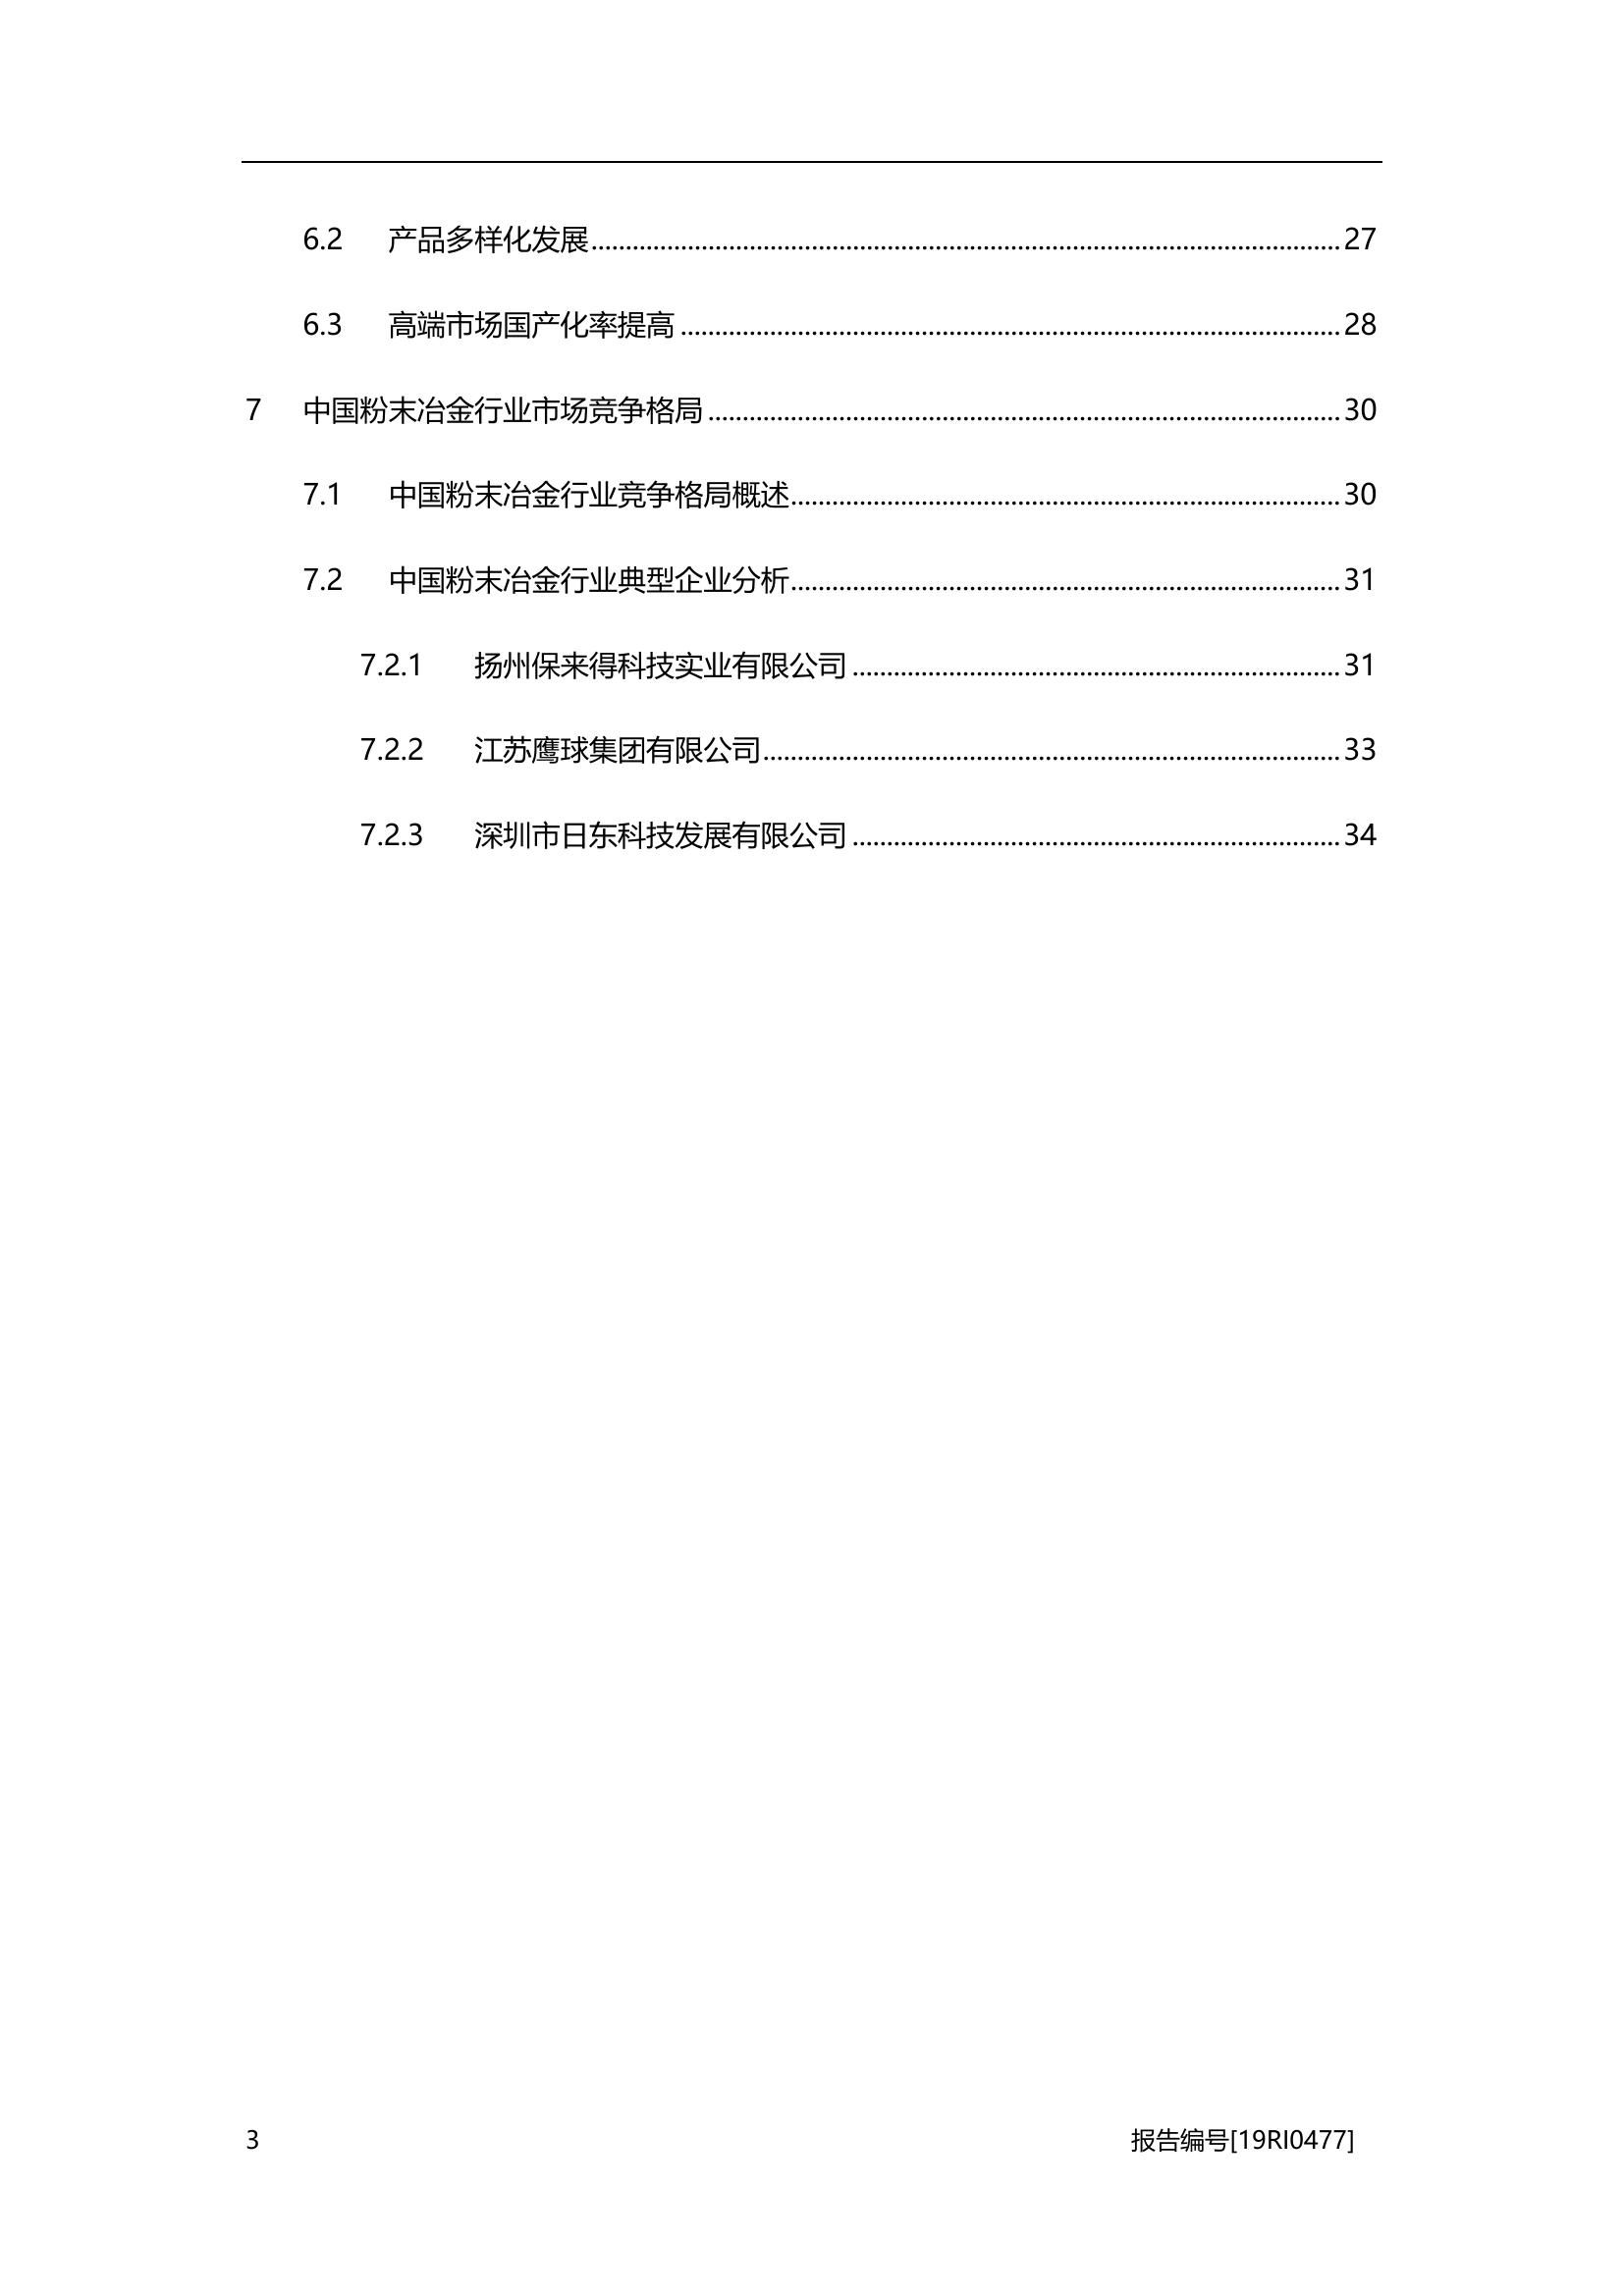 6.2 产品多样化发展........................................27
6.3 高端市场国产化率提高........................................28
7 中国粉末冶金行业市场竞争格局........................................30
7.1 中国粉末冶金行业竞争格局概述........................................30
7.2 中国粉末冶金行业典型企业分析........................................31
7.2.1 扬州保来得科技实业有限公司........................................31
7.2.2 江苏鹰球集团有限公司........................................33
7.2.3 深圳市日东科技发展有限公司........................................34
3 报告编号[19RI0477]